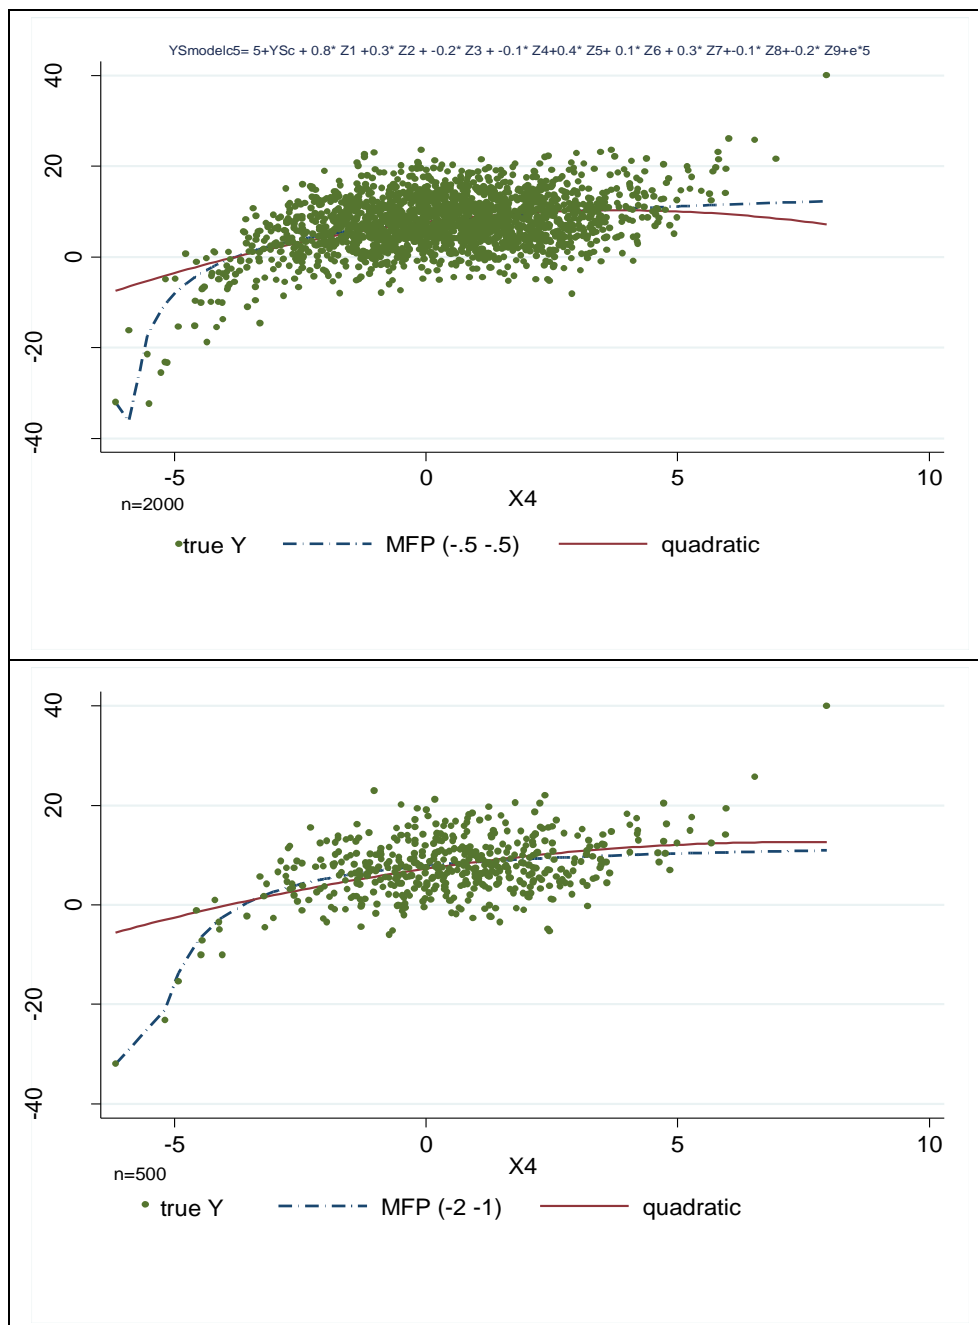 YSmodelc5= 5+YSc + 0.8* Z1 +0.3* Z2 + -0.2* Z3 + -0.1* Z4+0.4* Z5+ 0.1* Z6 + 0.3* Z7+-0.1* Z8+-0.2* Z9+e*5
40
20
0
-20
-40
-5 0 5 10
X4
n=2000
true Y MFP (-.5 -.5) quadratic
40
20
0
-20
-40
-5 0 5 10
X4
n=500
true Y MFP (-2 -1) quadratic